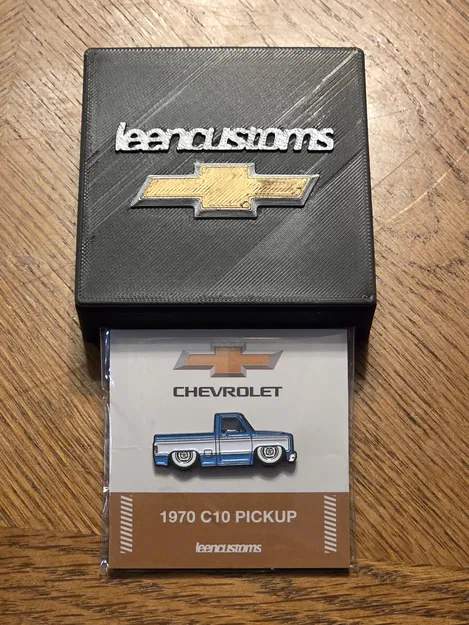 leencustoms
CHEVROLET
1970 C10 PICKUP
leencustoms